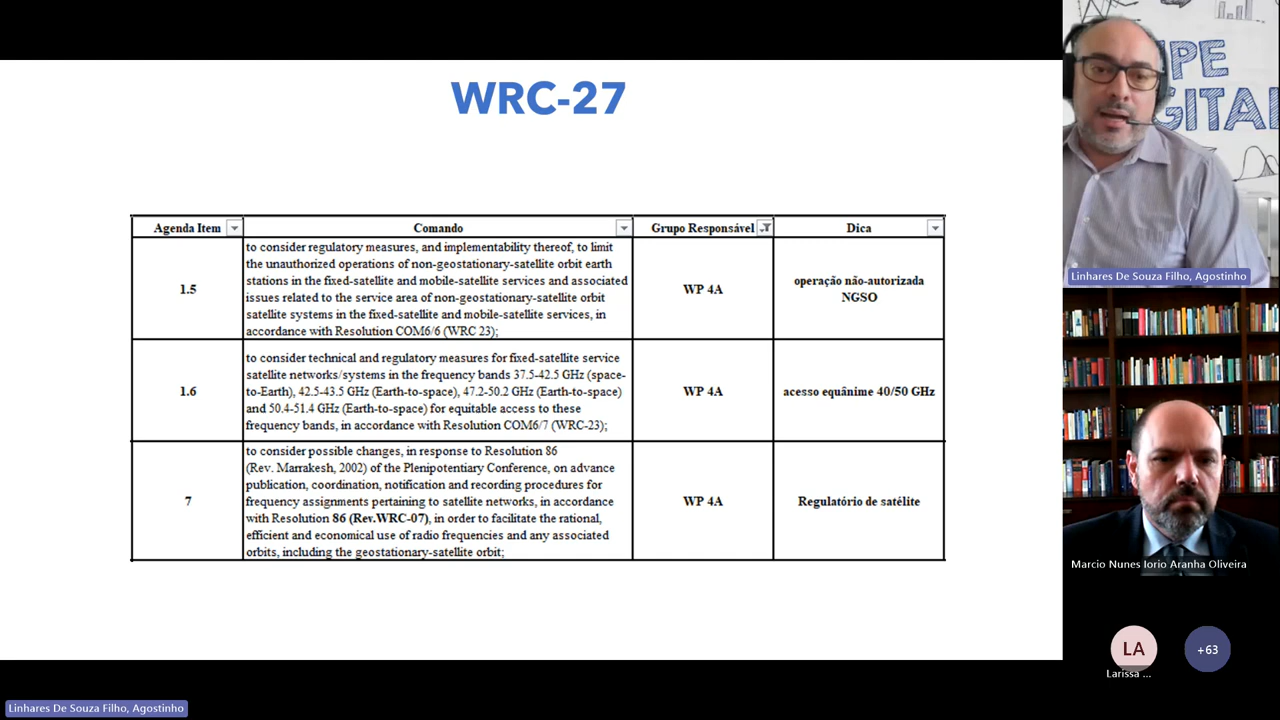 WRC-27
Agenda Item
Comando
Grupo Responsável
Dica
1.5
to consider regulatory measures, and implementability thereof, to limit
the unauthorized operations of non-geostationary-satellite orbit earth
stations in the fixed-satellite and mobile-satellite services and associated
issues related to the service area of non-geostationary-satellite orbit
satellite systems in the fixed-satellite and mobile-satellite services, in
accordance with Resolution COM6/6 (WRC 23);
WP 4A
operação não-autorizada
NGSO
1.6
to consider technical and regulatory measures for fixed-satellite service
satellite networks/systems in the frequency bands 37.5-42.5 GHz (space-
to-Earth), 42.5-43.5 GHz (Earth-to-space), 47.2-50.2 GHz (Earth-to-space)
and 50.4-51.4 GHz (Earth-to-space) for equitable access to these
frequency bands, in accordance with Resolution COM6/7 (WRC-23);
WP 4A
acesso equânime 40/50 GHz
7
to consider possible changes, in response to Resolution 86
(Rev. Marrakesh, 2002) of the Plenipotentiary Conference, on advance
publication, coordination, notification and recording procedures for
frequency assignments pertaining to satellite networks, in accordance
with Resolution 86 (Rev.WRC-07), in order to facilitate the rational,
efficient and economical use of radio frequencies and any associated
orbits, including the geostationary-satellite orbit;
WP 4A
Regulatório de satélite
Linhares De Souza Filho, Agostinho
Marcio Nunes Iorio Aranha Oliveira
LA
+63
Larissa ...
Linhares De Souza Filho, Agostinho